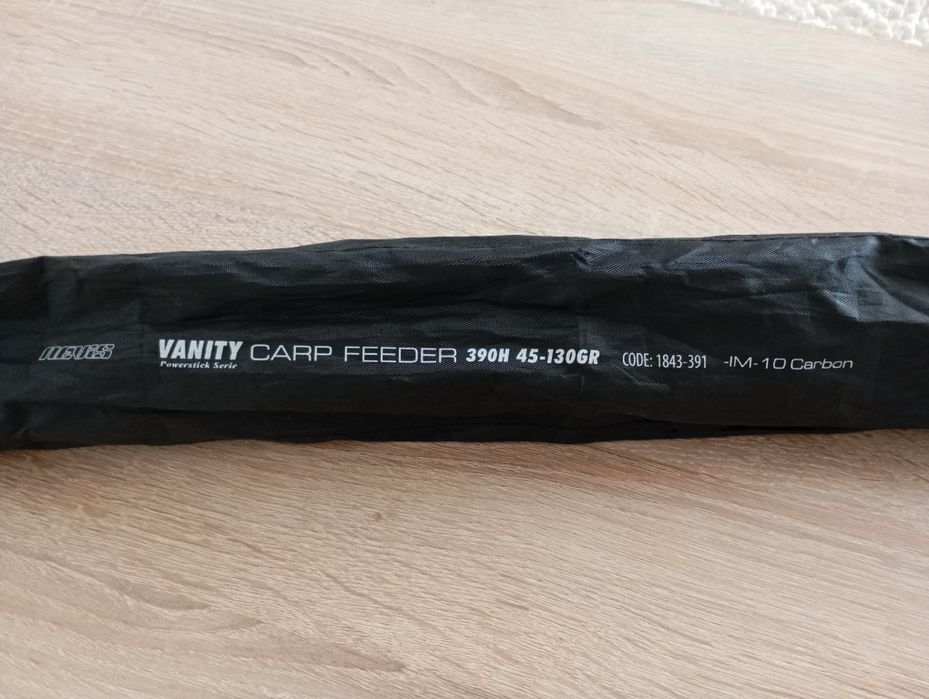 nevis VANITY CARP FEEDER 390H 45-130GR CODE: 1843-391 -IM-10 Carbon
Powerstick Serie